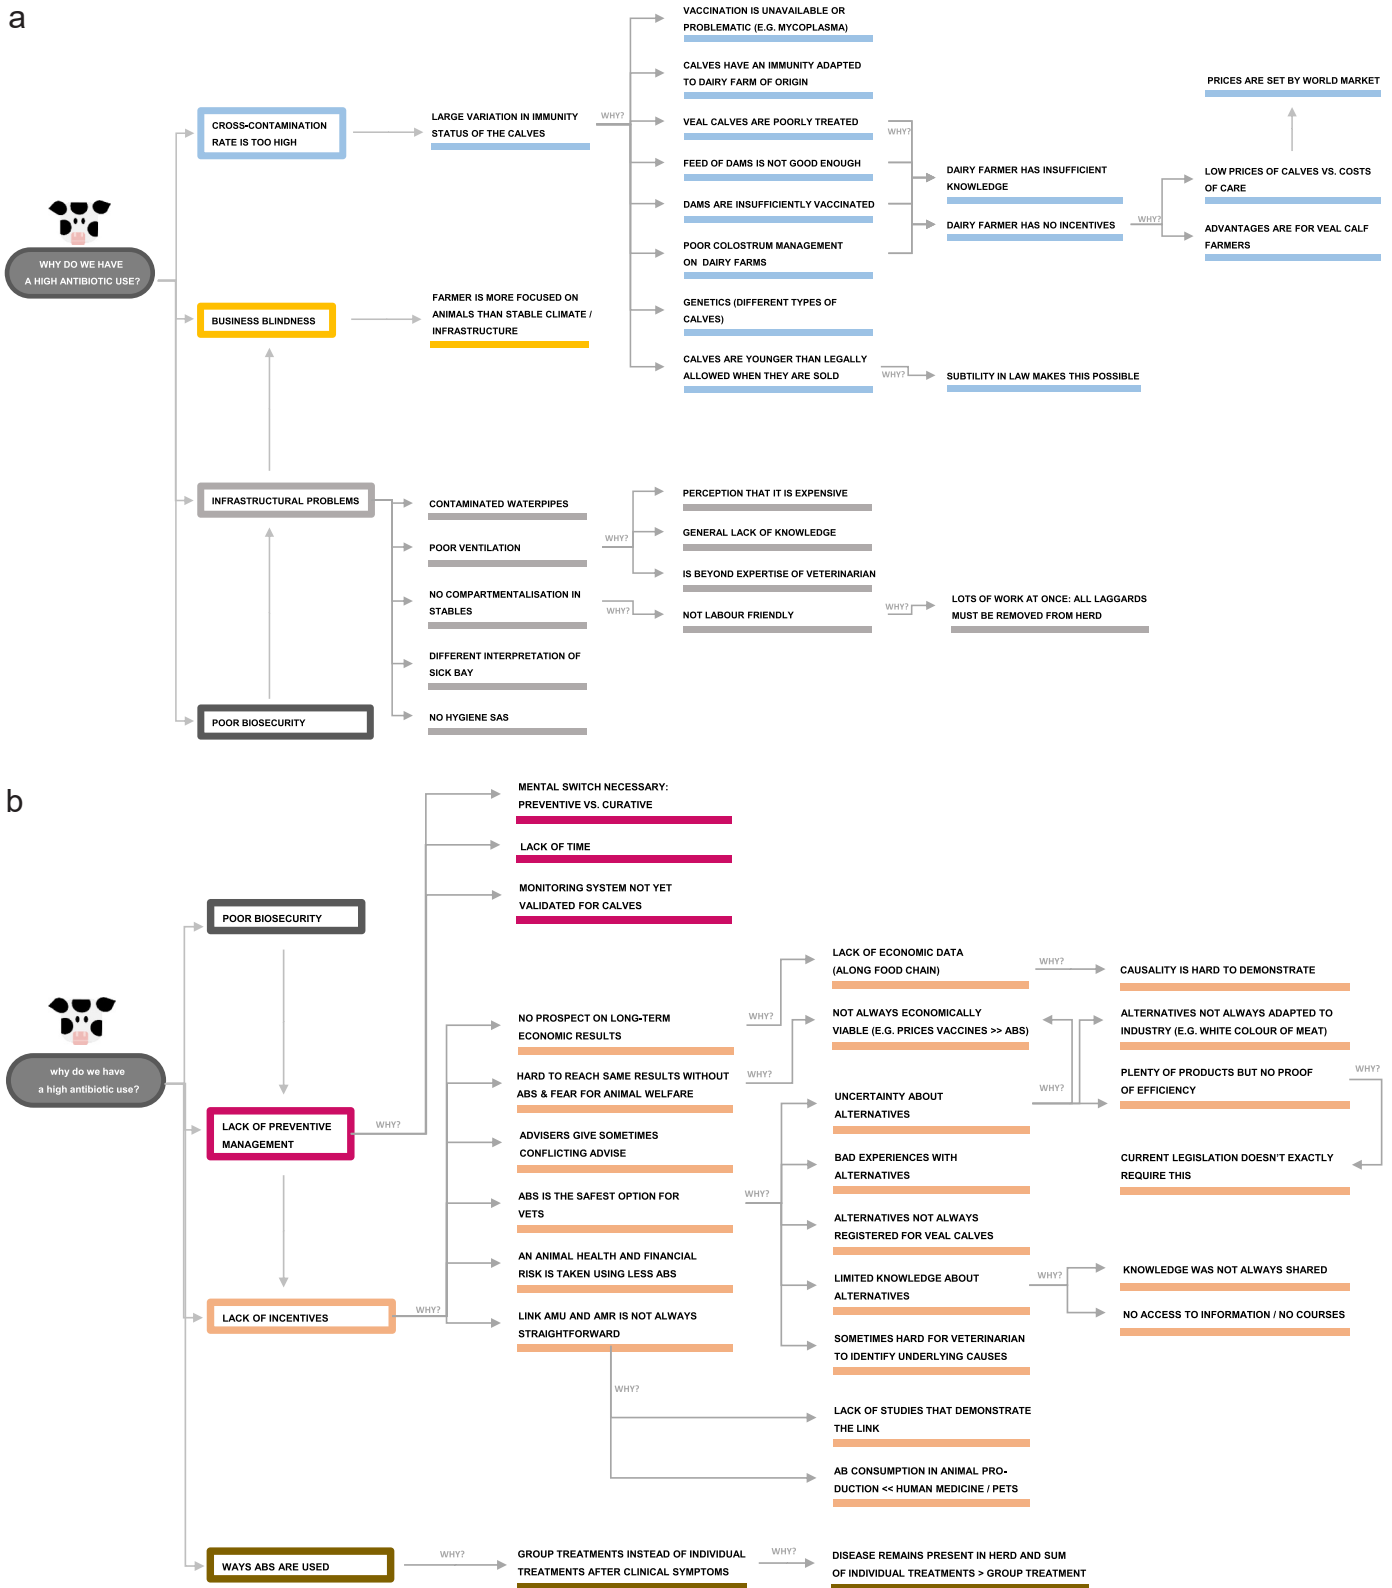 a
VACCINATION IS UNAVAILABLE OR
PROBLEMATIC (E.G. MYCOPLASMA)
CALVES HAVE AN IMMUNITY ADAPTED
TO DAIRY FARM OF ORIGIN
PRICES ARE SET BY WORLD MARKET
CROSS-CONTAMINATION
RATE IS TOO HIGH
LARGE VARIATION IN IMMUNITY
STATUS OF THE CALVES
WHY?
VEAL CALVES ARE POORLY TREATED
WHY?
FEED OF DAMS IS NOT GOOD ENOUGH
DAIRY FARMER HAS INSUFFICIENT
KNOWLEDGE
LOW PRICES OF CALVES VS. COSTS
OF CARE
DAMS ARE INSUFFICIENTLY VACCINATED
DAIRY FARMER HAS NO INCENTIVES
WHY?
ADVANTAGES ARE FOR VEAL CALF
FARMERS
POOR COLOSTRUM MANAGEMENT
ON DAIRY FARMS
WHY DO WE HAVE
A HIGH ANTIBIOTIC USE?
BUSINESS BLINDNESS
FARMER IS MORE FOCUSED ON
ANIMALS THAN STABLE CLIMATE /
INFRASTRUCTURE
GENETICS (DIFFERENT TYPES OF
CALVES)
CALVES ARE YOUNGER THAN LEGALLY
ALLOWED WHEN THEY ARE SOLD
WHY?
SUBTILITY IN LAW MAKES THIS POSSIBLE
INFRASTRUCTURAL PROBLEMS
CONTAMINATED WATERPIPES
PERCEPTION THAT IT IS EXPENSIVE
POOR VENTILATION
WHY?
GENERAL LACK OF KNOWLEDGE
IS BEYOND EXPERTISE OF VETERINARIAN
NO COMPARTMENTALISATION IN
STABLES
WHY?
NOT LABOUR FRIENDLY
WHY?
LOTS OF WORK AT ONCE: ALL LAGGARDS
MUST BE REMOVED FROM HERD
DIFFERENT INTERPRETATION OF
SICK BAY
NO HYGIENE SAS
POOR BIOSECURITY
b
MENTAL SWITCH NECESSARY:
PREVENTIVE VS. CURATIVE
LACK OF TIME
MONITORING SYSTEM NOT YET
VALIDATED FOR CALVES
POOR BIOSECURITY
LACK OF ECONOMIC DATA
(ALONG FOOD CHAIN)
WHY?
CAUSALITY IS HARD TO DEMONSTRATE
NO PROSPECT ON LONG-TERM
ECONOMIC RESULTS
WHY?
NOT ALWAYS ECONOMICALLY
VIABLE (E.G. PRICES VACCINES >> ABS)
ALTERNATIVES NOT ALWAYS ADAPTED TO
INDUSTRY (E.G. WHITE COLOUR OF MEAT)
why do we have
a high antibiotic use?
HARD TO REACH SAME RESULTS WITHOUT
ABS & FEAR FOR ANIMAL WELFARE
WHY?
UNCERTAINTY ABOUT
ALTERNATIVES
WHY?
PLENTY OF PRODUCTS BUT NO PROOF
OF EFFICIENCY
WHY?
LACK OF PREVENTIVE
MANAGEMENT
WHY?
ADVISERS GIVE SOMETIMES
CONFLICTING ADVISE
BAD EXPERIENCES WITH
ALTERNATIVES
CURRENT LEGISLATION DOESN'T EXACTLY
REQUIRE THIS
ABS IS THE SAFEST OPTION FOR
VETS
WHY?
ALTERNATIVES NOT ALWAYS
REGISTERED FOR VEAL CALVES
AN ANIMAL HEALTH AND FINANCIAL
RISK IS TAKEN USING LESS ABS
LIMITED KNOWLEDGE ABOUT
ALTERNATIVES
WHY?
KNOWLEDGE WAS NOT ALWAYS SHARED
NO ACCESS TO INFORMATION / NO COURSES
LACK OF INCENTIVES
WHY?
LINK AMU AND AMR IS NOT ALWAYS
STRAIGHTFORWARD
SOMETIMES HARD FOR VETERINARIAN
TO IDENTIFY UNDERLYING CAUSES
WHY?
LACK OF STUDIES THAT DEMONSTRATE
THE LINK
AB CONSUMPTION IN ANIMAL PRO-
DUCTION << HUMAN MEDICINE / PETS
WAYS ABS ARE USED
WHY?
GROUP TREATMENTS INSTEAD OF INDIVIDUAL
TREATMENTS AFTER CLINICAL SYMPTOMS
WHY?
DISEASE REMAINS PRESENT IN HERD AND SUM
OF INDIVIDUAL TREATMENTS > GROUP TREATMENT